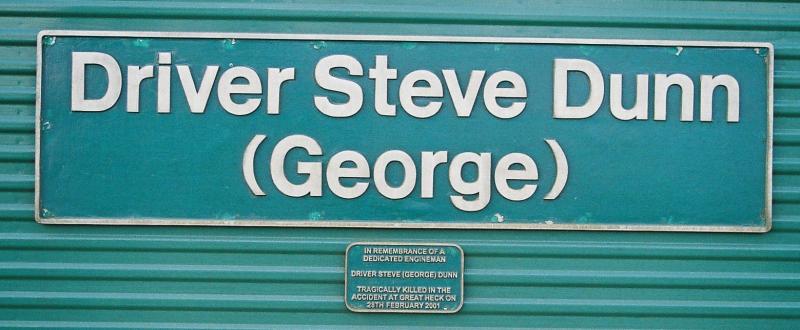 Driver Steve Dunn
(George)
IN REMEMBRANCE OF A
DEDICATED ENGINEMAN
DRIVER STEVE (GEORGE) DUNN
TRAGICALLY KILLED IN THE
ACCIDENT AT GREAT HECK ON
28TH FEBRUARY 2001